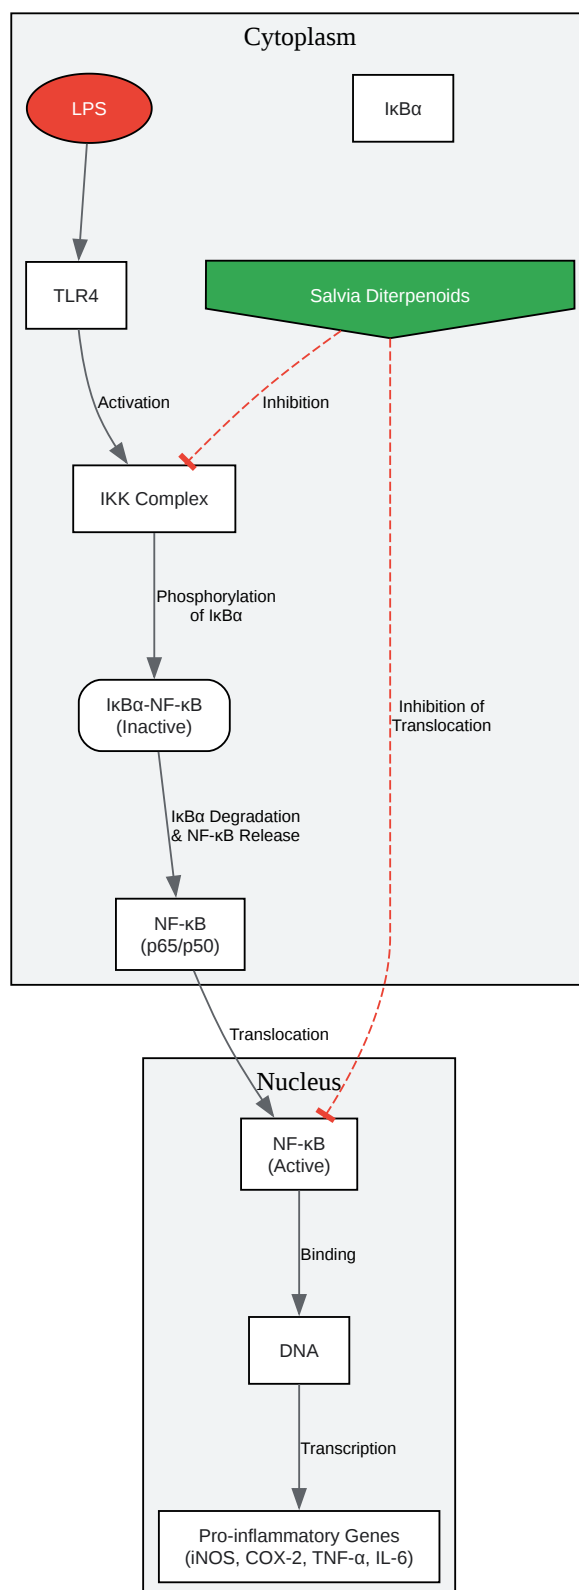 Cytoplasm
LPS
IκBα
TLR4
Salvia Diterpenoids
Activation
Inhibition
IKK Complex
Phosphorylation
of IκBα
IκBα-NF-κB
(Inactive)
Inhibition of
Translocation
IκBα Degradation
& NF-κB Release
NF-κB
(p65/p50)
Translocation
Nucleus
NF-κB
(Active)
Binding
DNA
Transcription
Pro-inflammatory Genes
(iNOS, COX-2, TNF-α, IL-6)